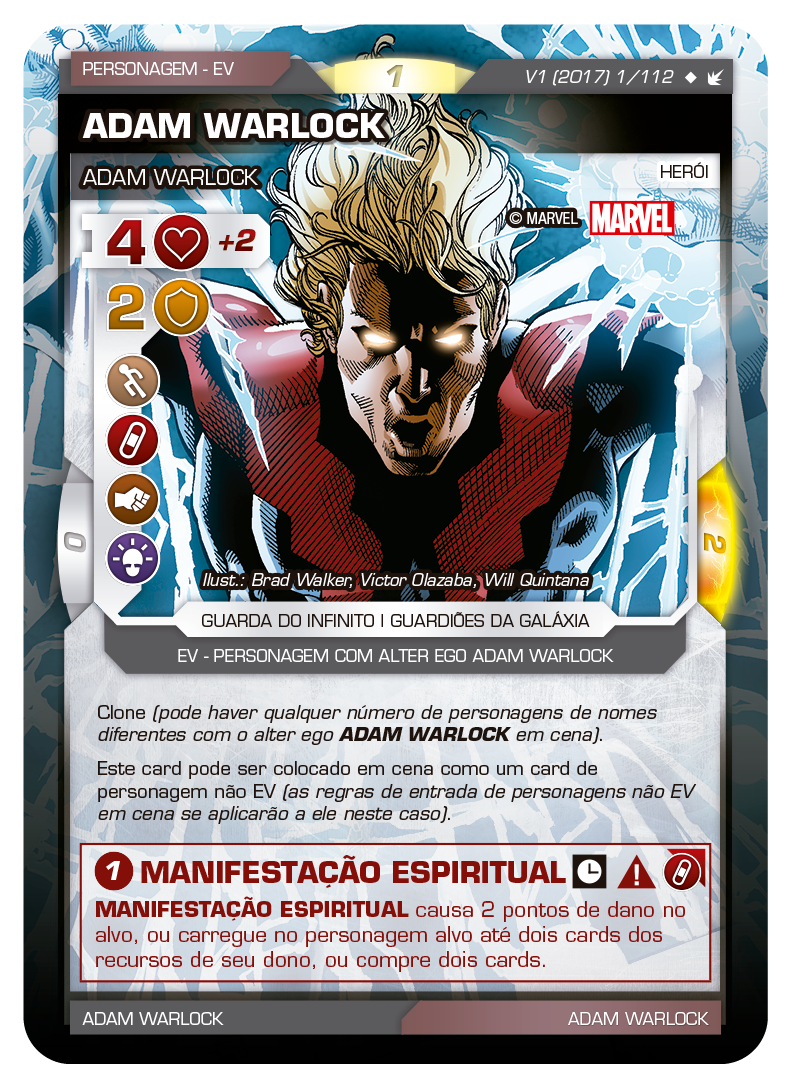 PERSONAGEM - EV
1
V1 (2017) 1/112
ADAM WARLOCK
ADAM WARLOCK
HERÓI
© MARVEL MARVEL
4 +2
2
0
2
Ilust.: Brad Walker, Victor Olazaba, Will Quintana
GUARDA DO INFINITO I GUARDIÕES DA GALÁXIA
EV - PERSONAGEM COM ALTER EGO ADAM WARLOCK
Clone (pode haver qualquer número de personagens de nomes
diferentes com o alter ego ADAM WARLOCK em cena).
Este card pode ser colocado em cena como um card de
personagem não EV (as regras de entrada de personagens não EV
em cena se aplicarão a ele neste caso).
1 MANIFESTAÇÃO ESPIRITUAL
MANIFESTAÇÃO ESPIRITUAL causa 2 pontos de dano no
alvo, ou carregue no personagem alvo até dois cards dos
recursos de seu dono, ou compre dois cards.
ADAM WARLOCK
ADAM WARLOCK